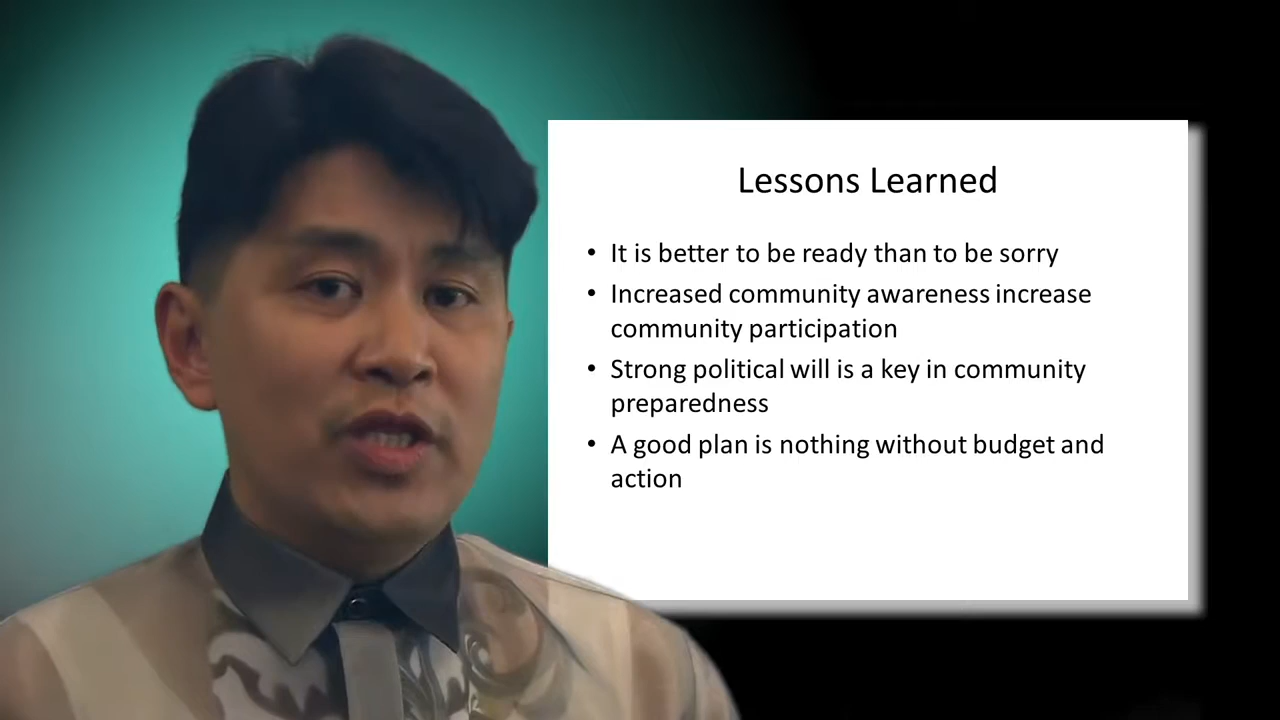 Lessons Learned
• It is better to be ready than to be sorry
• Increased community awareness increase
community participation
• Strong political will is a key in community
preparedness
• A good plan is nothing without budget and
action